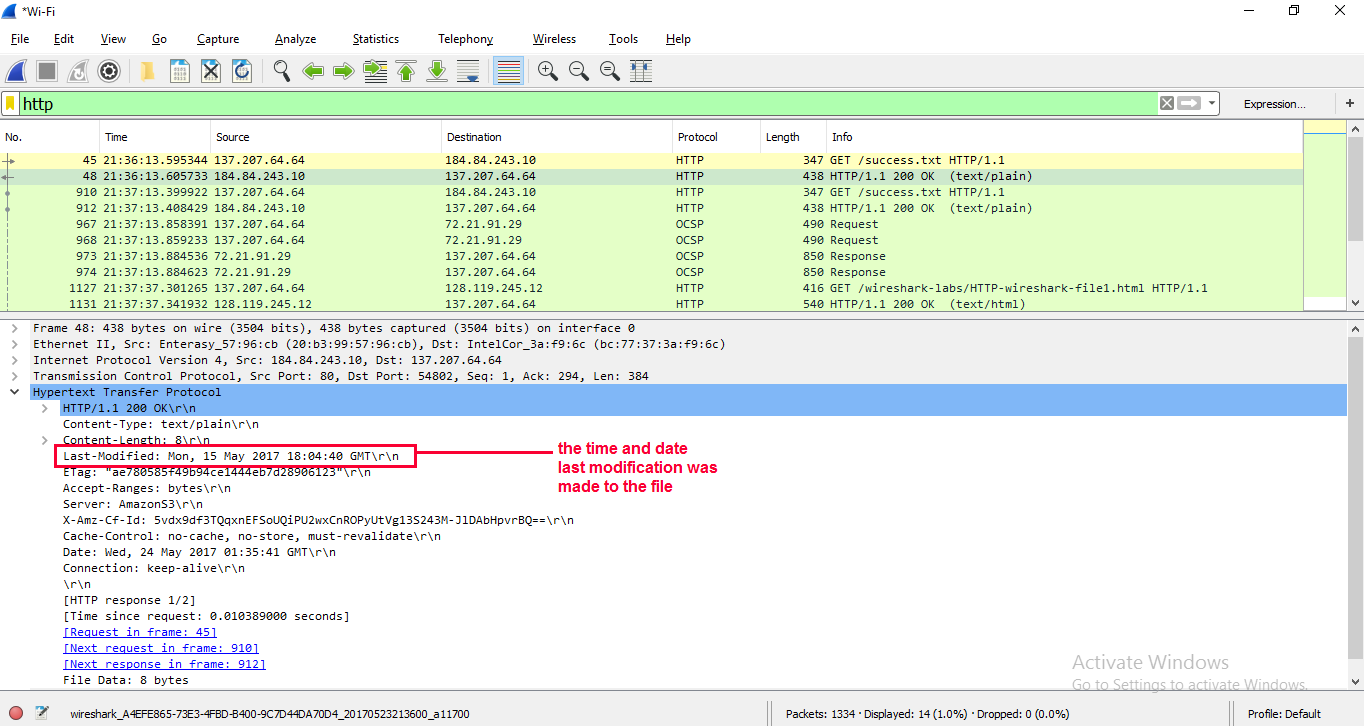 *Wi-Fi
File Edit View Go Capture Analyze Statistics Telephony Wireless Tools Help
http
Expression... +
No. Time Source Destination Protocol Length Info
45 21:36:13.595344 137.207.64.64 184.84.243.10 HTTP 347 GET /success.txt HTTP/1.1
48 21:36:13.605733 184.84.243.10 137.207.64.64 HTTP 438 HTTP/1.1 200 OK (text/plain)
910 21:37:13.399922 137.207.64.64 184.84.243.10 HTTP 347 GET /success.txt HTTP/1.1
912 21:37:13.408429 184.84.243.10 137.207.64.64 HTTP 438 HTTP/1.1 200 OK (text/plain)
967 21:37:13.858391 137.207.64.64 72.21.91.29 OCSP 490 Request
968 21:37:13.859233 137.207.64.64 72.21.91.29 OCSP 490 Request
973 21:37:13.884536 72.21.91.29 137.207.64.64 OCSP 850 Response
974 21:37:13.884623 72.21.91.29 137.207.64.64 OCSP 850 Response
1127 21:37:37.301265 137.207.64.64 128.119.245.12 HTTP 416 GET /wireshark-labs/HTTP-wireshark-file1.html HTTP/1.1
1131 21:37:37.341932 128.119.245.12 137.207.64.64 HTTP 540 HTTP/1.1 200 OK (text/html)
Frame 48: 438 bytes on wire (3504 bits), 438 bytes captured (3504 bits) on interface 0
Ethernet II, Src: Enterasy_57:96:cb (20:b3:99:57:96:cb), Dst: IntelCor_3a:f9:6c (bc:77:37:3a:f9:6c)
Internet Protocol Version 4, Src: 184.84.243.10, Dst: 137.207.64.64
Transmission Control Protocol, Src Port: 80, Dst Port: 54802, Seq: 1, Ack: 294, Len: 384
Hypertext Transfer Protocol
HTTP/1.1 200 OK\r\n
Content-Type: text/plain\r\n
Content-Length: 8\r\n
Last-Modified: Mon, 15 May 2017 18:04:40 GMT\r\n
ETag: "ae780585f49b94ce1444eb7d28906123"\r\n
Accept-Ranges: bytes\r\n
Server: AmazonS3\r\n
X-Amz-Cf-Id: 5vdx9df3TQqxnEFSoUQiPU2wxCnROPyUtVg13S243M-J1DAbHpvrBQ==\r\n
Cache-Control: no-cache, no-store, must-revalidate\r\n
Date: Wed, 24 May 2017 01:35:41 GMT\r\n
Connection: keep-alive\r\n
\r\n
[HTTP response 1/2]
[Time since request: 0.010389000 seconds]
[Request in frame: 45]
[Next request in frame: 910]
[Next response in frame: 912]
File Data: 8 bytes
the time and date
last modification was
made to the file
Activate Windows
Go to Settings to activate Windows.
wireshark_A4EFE865-73E3-4FBD-B400-9C7D44DA70D4_20170523213600_a11700
Packets: 1334 · Displayed: 14 (1.0%) · Dropped: 0 (0.0%)
Profile: Default